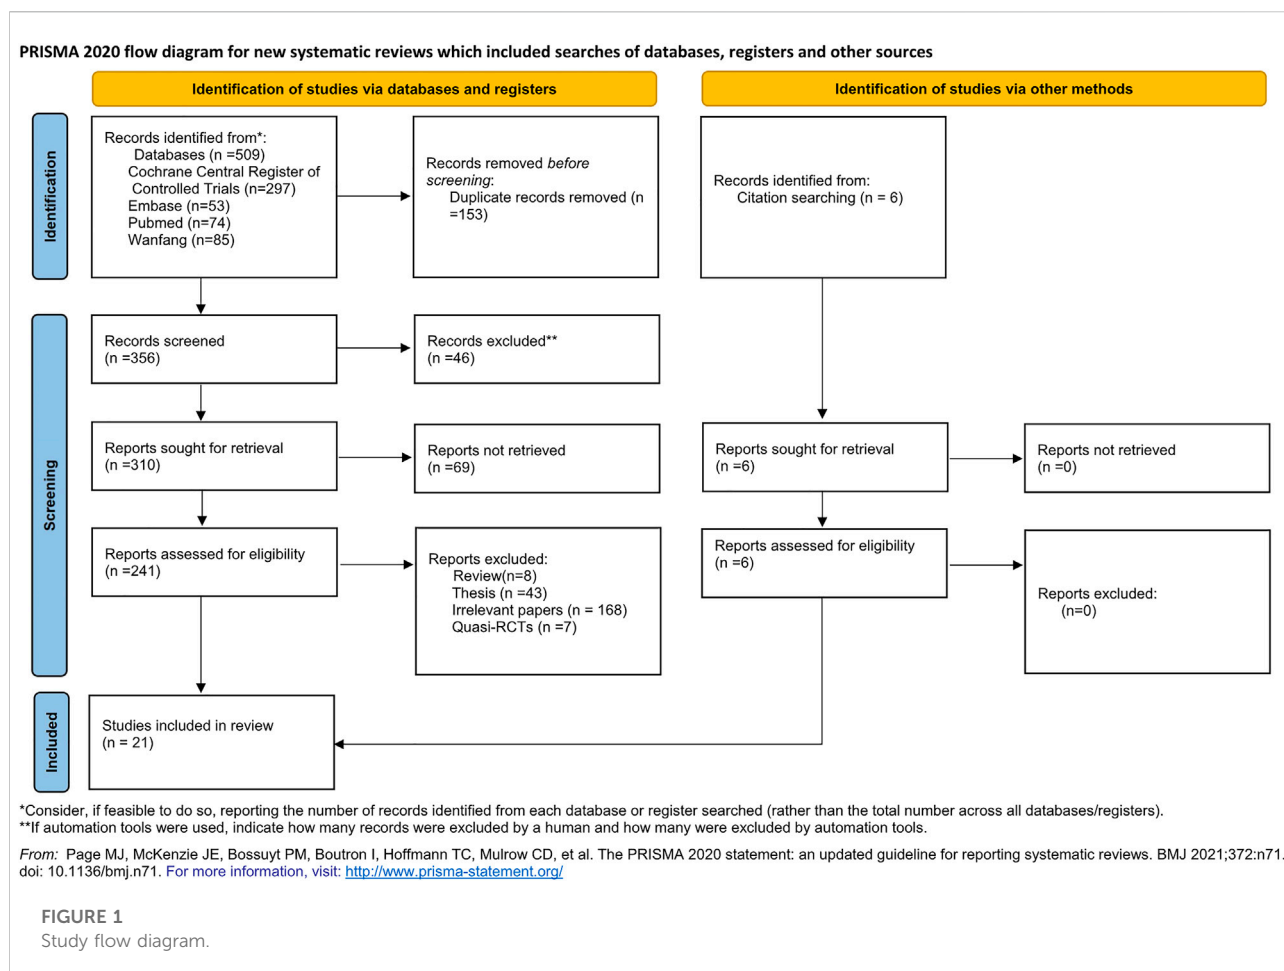 PRISMA 2020 flow diagram for new systematic reviews which included searches of databases, registers and other sources
Identification of studies via databases and registers
Identification of studies via other methods
Identification
Records identified from*:
Databases (n =509)
Cochrane Central Register of
Controlled Trials (n=297)
Embase (n=53)
Pubmed (n=74)
Wanfang (n=85)
Records removed before
screening:
Duplicate records removed (n
=153)
Records identified from:
Citation searching (n = 6)
Screening
Records screened
(n =356)
Records excluded**
(n =46)
Reports sought for retrieval
(n =310)
Reports not retrieved
(n =69)
Reports sought for retrieval
(n =6)
Reports not retrieved
(n =0)
Reports assessed for eligibility
(n =241)
Reports excluded:
Review(n=8)
Thesis (n =43)
Irrelevant papers (n = 168)
Quasi-RCTs (n =7)
Reports assessed for eligibility
(n =6)
Reports excluded:
(n=0)
Included
Studies included in review
(n = 21)
*Consider, if feasible to do so, reporting the number of records identified from each database or register searched (rather than the total number across all databases/registers).
**If automation tools were used, indicate how many records were excluded by a human and how many were excluded by automation tools.
From: Page MJ, McKenzie JE, Bossuyt PM, Boutron I, Hoffmann TC, Mulrow CD, et al. The PRISMA 2020 statement: an updated guideline for reporting systematic reviews. BMJ 2021;372:n71.
doi: 10.1136/bmj.n71. For more information, visit: http://www.prisma-statement.org/
FIGURE 1
Study flow diagram.